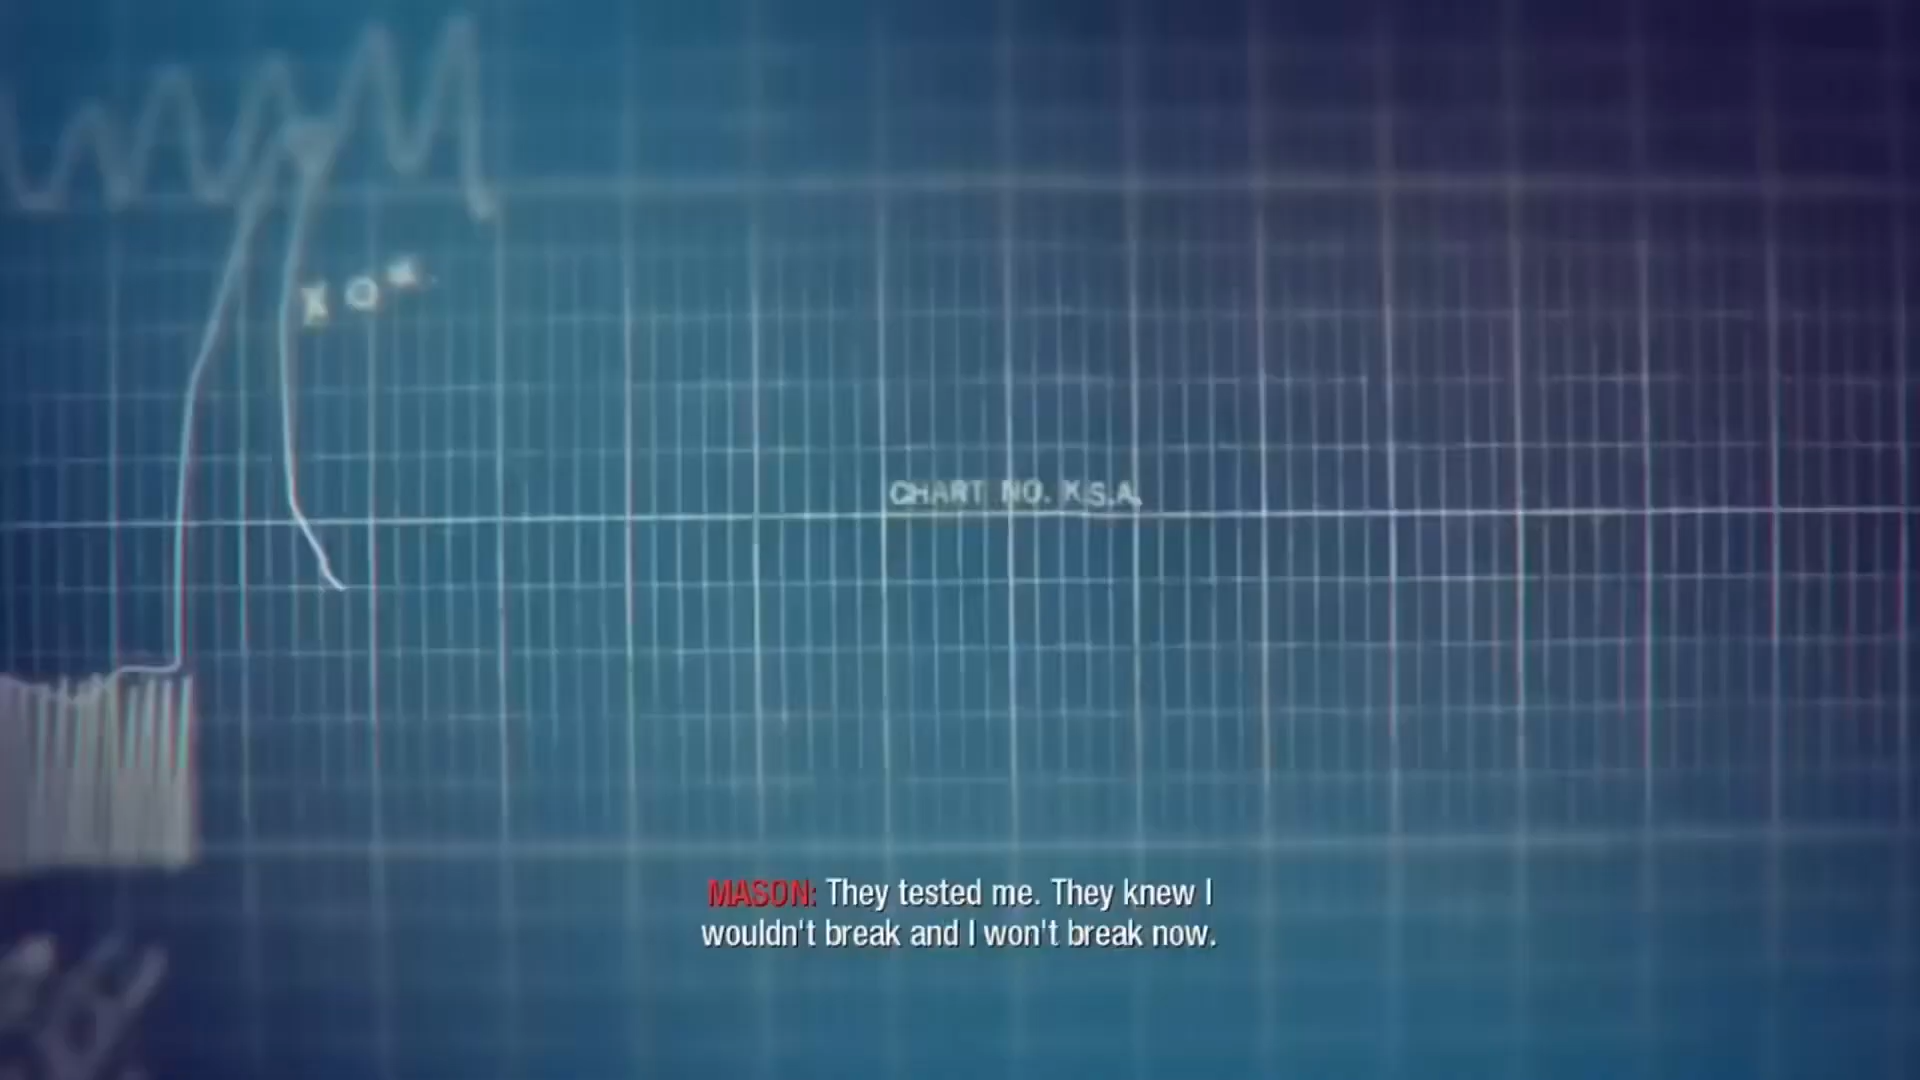 X O X
CHART NO. K.S.A.
MASON: They tested me. They knew I
wouldn't break and I won't break now.